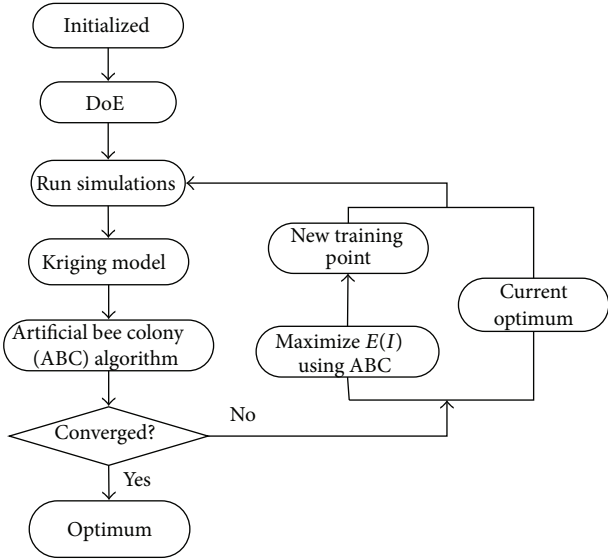 Initialized
DoE
Run simulations
Kriging model
Artificial bee colony
(ABC) algorithm
Converged?
No
Yes
Optimum
New training
point
Maximize E(I)
using ABC
Current
optimum